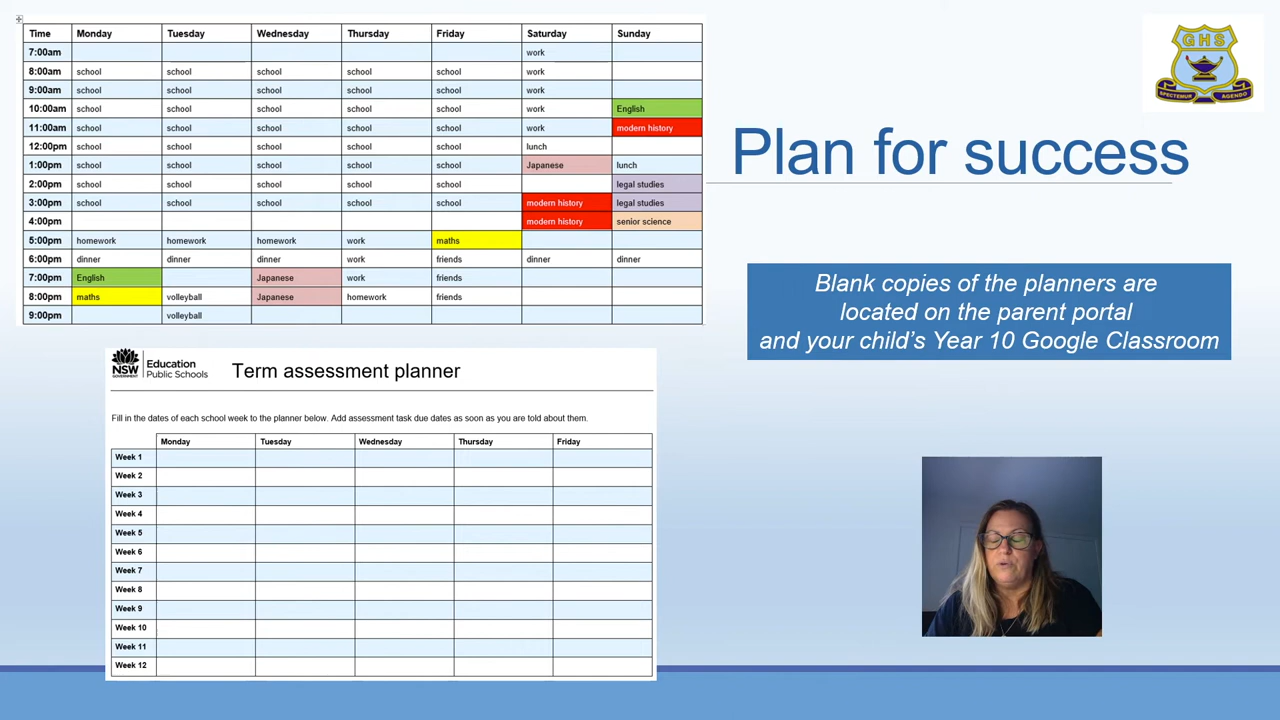 Time Monday Tuesday Wednesday Thursday Friday Saturday Sunday
7:00am work
8:00am school school school school school work
9:00am school school school school school work
10:00am school school school school school work English
11:00am school school school school school work modern history
12:00pm school school school school school lunch
1:00pm school school school school school Japanese lunch
2:00pm school school school school school legal studies
3:00pm school school school school school modern history legal studies
4:00pm modern history senior science
5:00pm homework homework homework work maths
6:00pm dinner dinner dinner work friends dinner dinner
7:00pm English Japanese work friends
8:00pm maths volleyball Japanese homework friends
9:00pm volleyball
GHS
SPECTEMUR AGENDO
Plan for success
Blank copies of the planners are
located on the parent portal
and your child's Year 10 Google Classroom
NSW
GOVERNMENT
Education
Public Schools
Term assessment planner
Fill in the dates of each school week to the planner below. Add assessment task due dates as soon as you are told about them.
Monday Tuesday Wednesday Thursday Friday
Week 1
Week 2
Week 3
Week 4
Week 5
Week 6
Week 7
Week 8
Week 9
Week 10
Week 11
Week 12